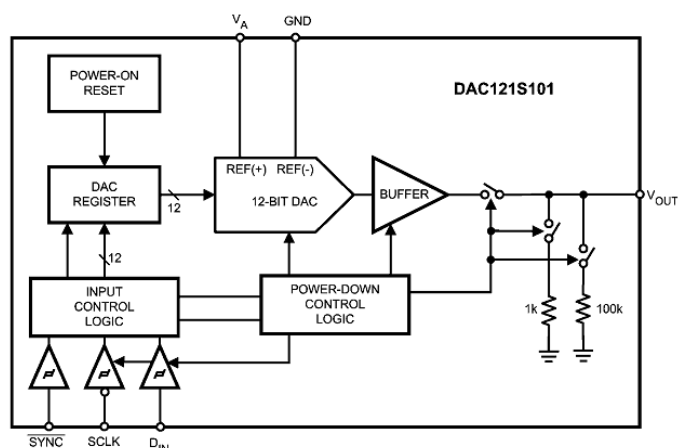 V_A GND
POWER-ON
RESET
DAC121S101
REF(+) REF(-)
DAC
REGISTER
12
12-BIT DAC
BUFFER
V_OUT
12
INPUT
CONTROL
LOGIC
POWER-DOWN
CONTROL
LOGIC
1k
100k
SYNC SCLK D_IN